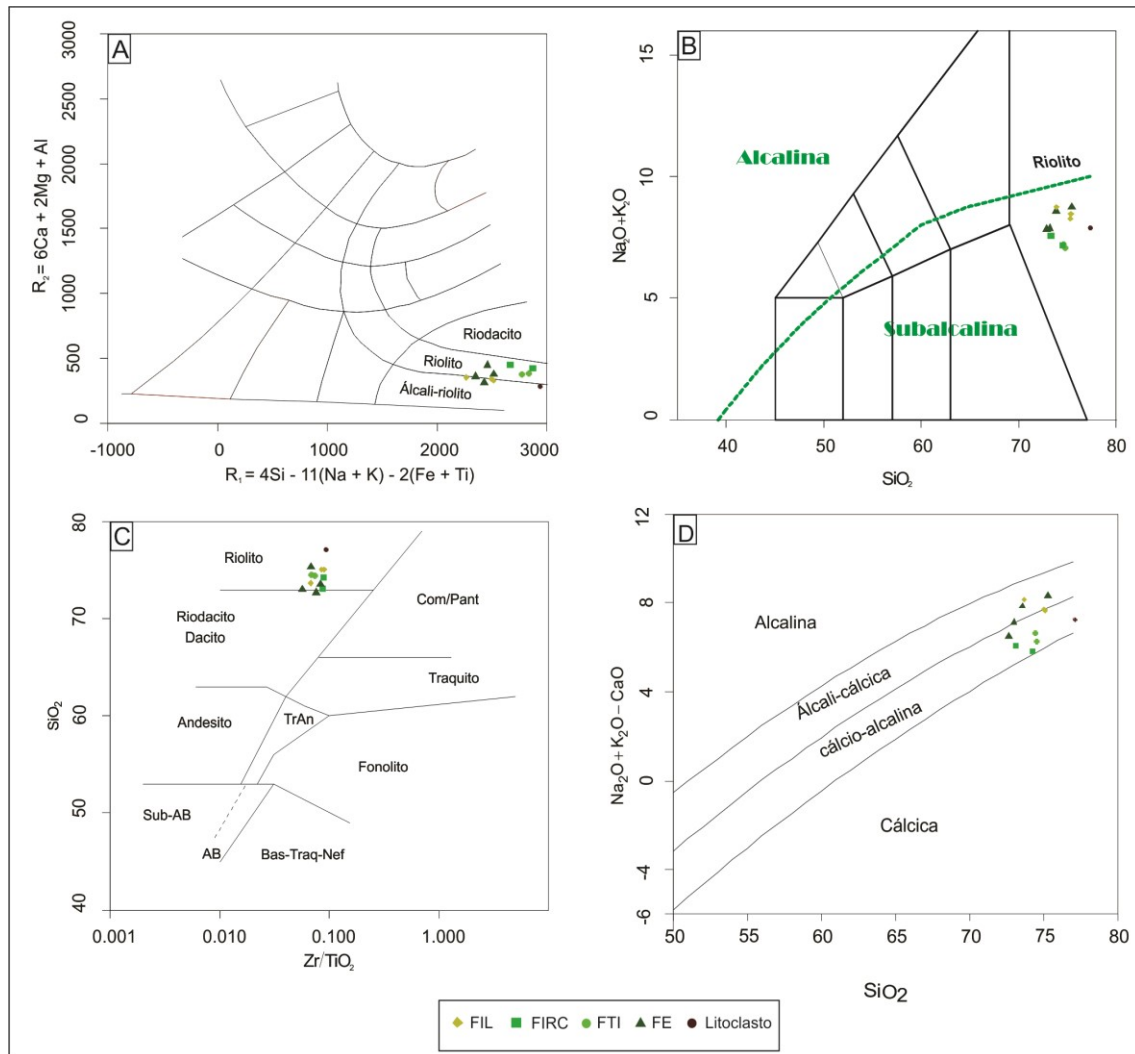 A
3000
2500
2000
1500
1000
500
0
R₂ = 6Ca + 2Mg + Al
Riodacito
Riolito
Álcali-riolito
-1000 0 1000 2000 3000
R₁ = 4Si - 11(Na + K) - 2(Fe + Ti)
B
15
10
5
0
Na₂O+K₂O
Alcalina
Riolito
Subalcalina
40 50 60 70 80
SiO₂
C
80
70
60
50
40
SiO₂
Riolito
Com/Pant
Riodacito
Dacito
Traquito
Andesito
TrAn
Fonolito
Sub-AB
AB
Bas-Traq-Nef
0.001 0.010 0.100 1.000
Zr/TiO₂
D
12
8
4
0
-4
-6
Na₂O+K₂O–CaO
Alcalina
Álcali-cálcica
cálcio-alcalina
Cálcica
50 55 60 65 70 75 80
SiO₂
FIL FIRC FTI FE Litoclasto